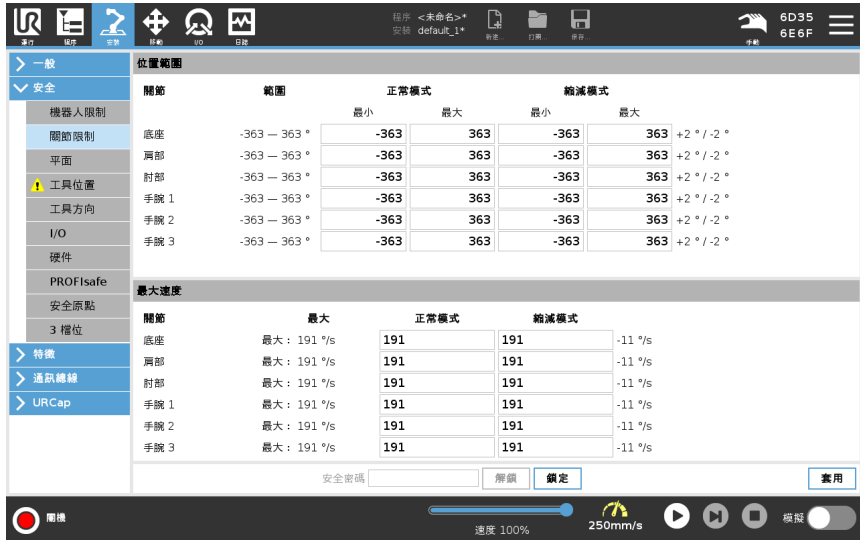 UR
程序 <未命名>*
安裝 default_1*
運行 程序 安裝 移動 I/O 日誌 新建... 打開... 保存... 手動
6D35
6E6F
一般
安全
機器人限制
關節限制
平面
工具位置
工具方向
I/O
硬件
PROFIsafe
安全原點
3 檔位
特徵
通訊總線
URCap
位置範圍
關節 範圍 正常模式 縮減模式
最小 最大 最小 最大
底座 -363 — 363 ° -363 363 -363 363 +2 ° / -2 °
肩部 -363 — 363 ° -363 363 -363 363 +2 ° / -2 °
肘部 -363 — 363 ° -363 363 -363 363 +2 ° / -2 °
手腕 1 -363 — 363 ° -363 363 -363 363 +2 ° / -2 °
手腕 2 -363 — 363 ° -363 363 -363 363 +2 ° / -2 °
手腕 3 -363 — 363 ° -363 363 -363 363 +2 ° / -2 °
最大速度
關節 最大 正常模式 縮減模式
底座 最大： 191 °/s 191 191 -11 °/s
肩部 最大： 191 °/s 191 191 -11 °/s
肘部 最大： 191 °/s 191 191 -11 °/s
手腕 1 最大： 191 °/s 191 191 -11 °/s
手腕 2 最大： 191 °/s 191 191 -11 °/s
手腕 3 最大： 191 °/s 191 191 -11 °/s
安全密碼 解鎖 鎖定 套用
關機 速度 100% 250mm/s 模擬